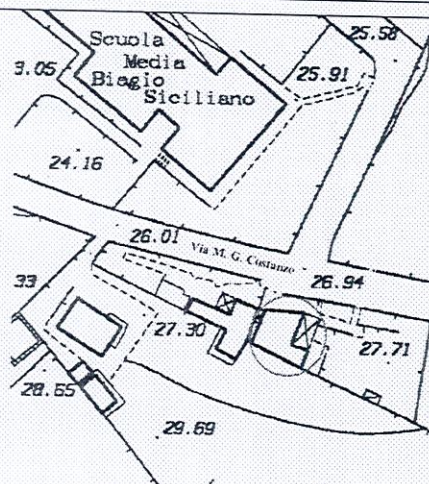 25.58
Scuola
Media
Biagio
Siciliano
3.05
25.91
24.16
26.01
Via M. G. Costanzo
26.94
33
27.30
27.71
28.65
29.69